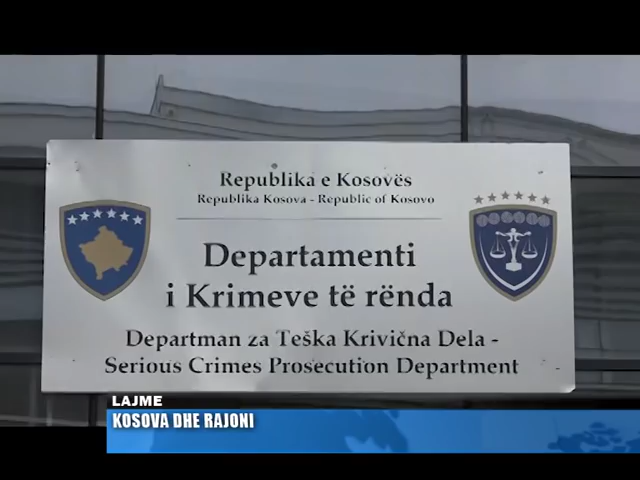 Republika e Kosovës
Republika Kosova - Republic of Kosovo
Departamenti
i Krimeve të rënda
Departman za Teška Krivična Dela -
Serious Crimes Prosecution Department
LAJME
KOSOVA DHE RAJONI